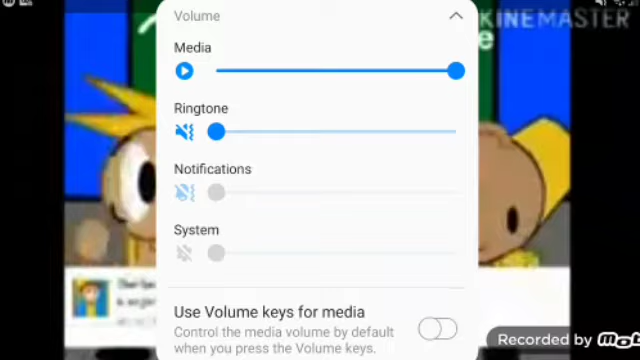 Volume
KINEMASTER
e
Media
Ringtone
Notifications
System
Use Volume keys for media
Control the media volume by default
when you press the Volume keys.
Recorded by